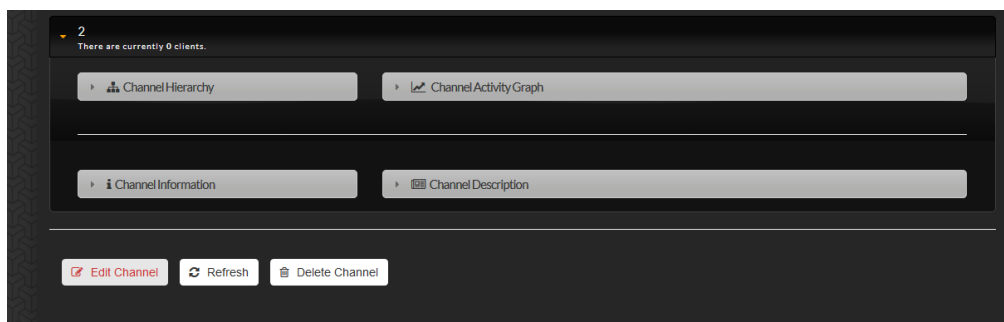 2
There are currently 0 clients.
Channel Hierarchy
Channel Activity Graph
Channel Information
Channel Description
Edit Channel
Refresh
Delete Channel